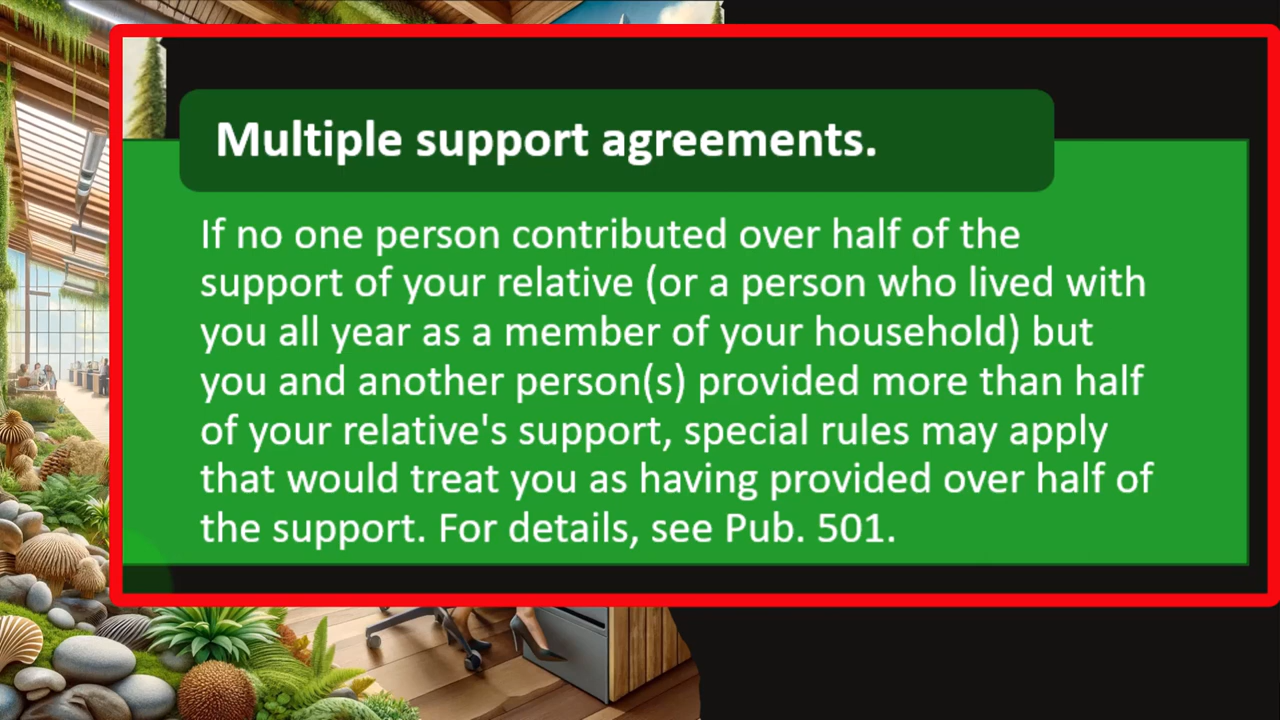 Multiple support agreements.
If no one person contributed over half of the
support of your relative (or a person who lived with
you all year as a member of your household) but
you and another person(s) provided more than half
of your relative's support, special rules may apply
that would treat you as having provided over half of
the support. For details, see Pub. 501.